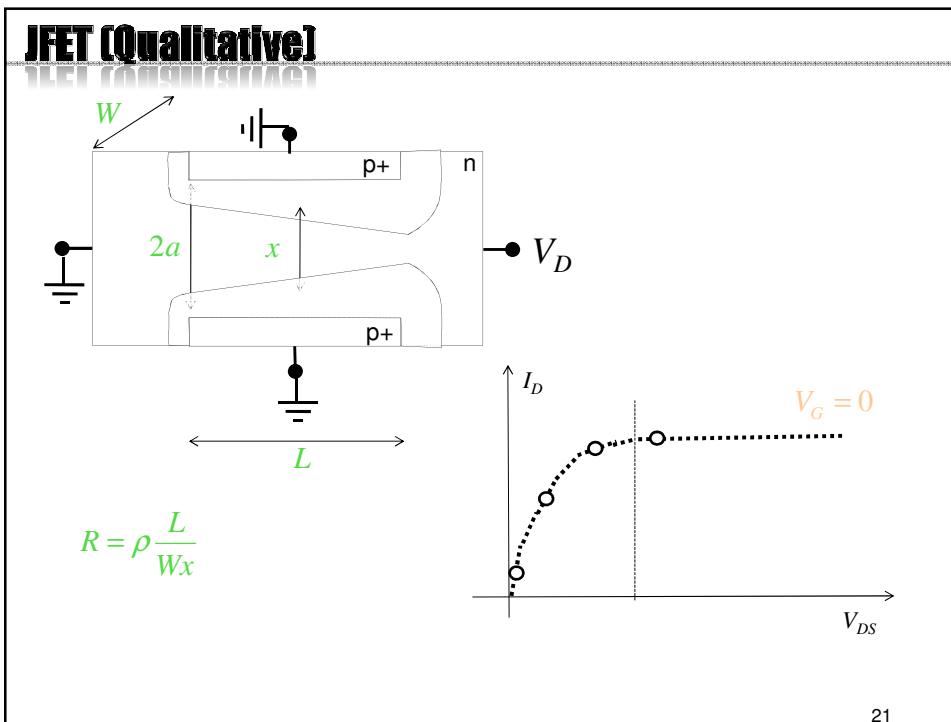 JFET (Qualitative)
W
p+
n
2a
x
V_D
p+
L
I_D
V_G = 0
R = ρ L/Wx
V_DS
21